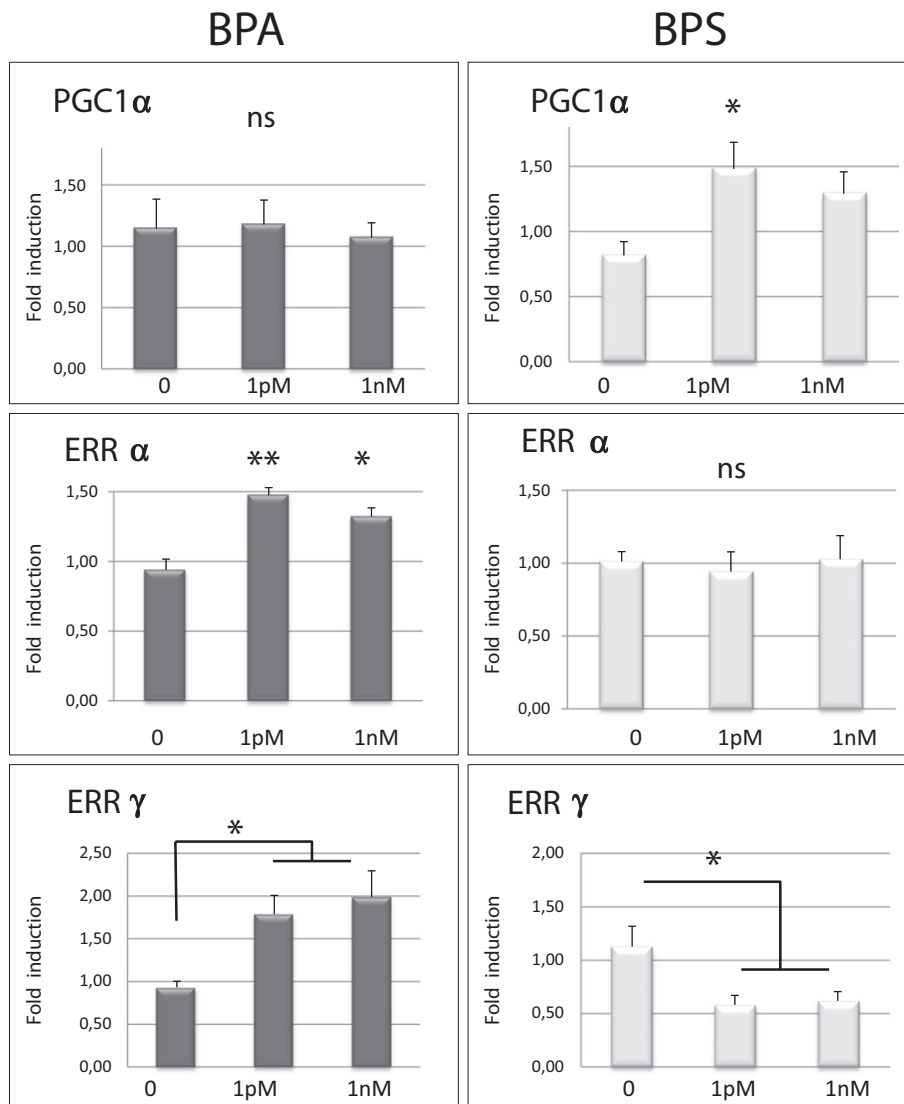 BPA
BPS
PGC1α
ns
Fold induction
1,50
1,00
0,50
0,00
0 1pM 1nM
PGC1α
*
Fold induction
1,50
1,00
0,50
0,00
0 1pM 1nM
ERR α
** *
Fold induction
1,50
1,00
0,50
0,00
0 1pM 1nM
ERR α
ns
Fold induction
1,50
1,00
0,50
0,00
0 1pM 1nM
ERR γ
*
Fold induction
2,50
2,00
1,50
1,00
0,50
0,00
0 1pM 1nM
ERR γ
*
Fold induction
2,00
1,50
1,00
0,50
0,00
0 1pM 1nM